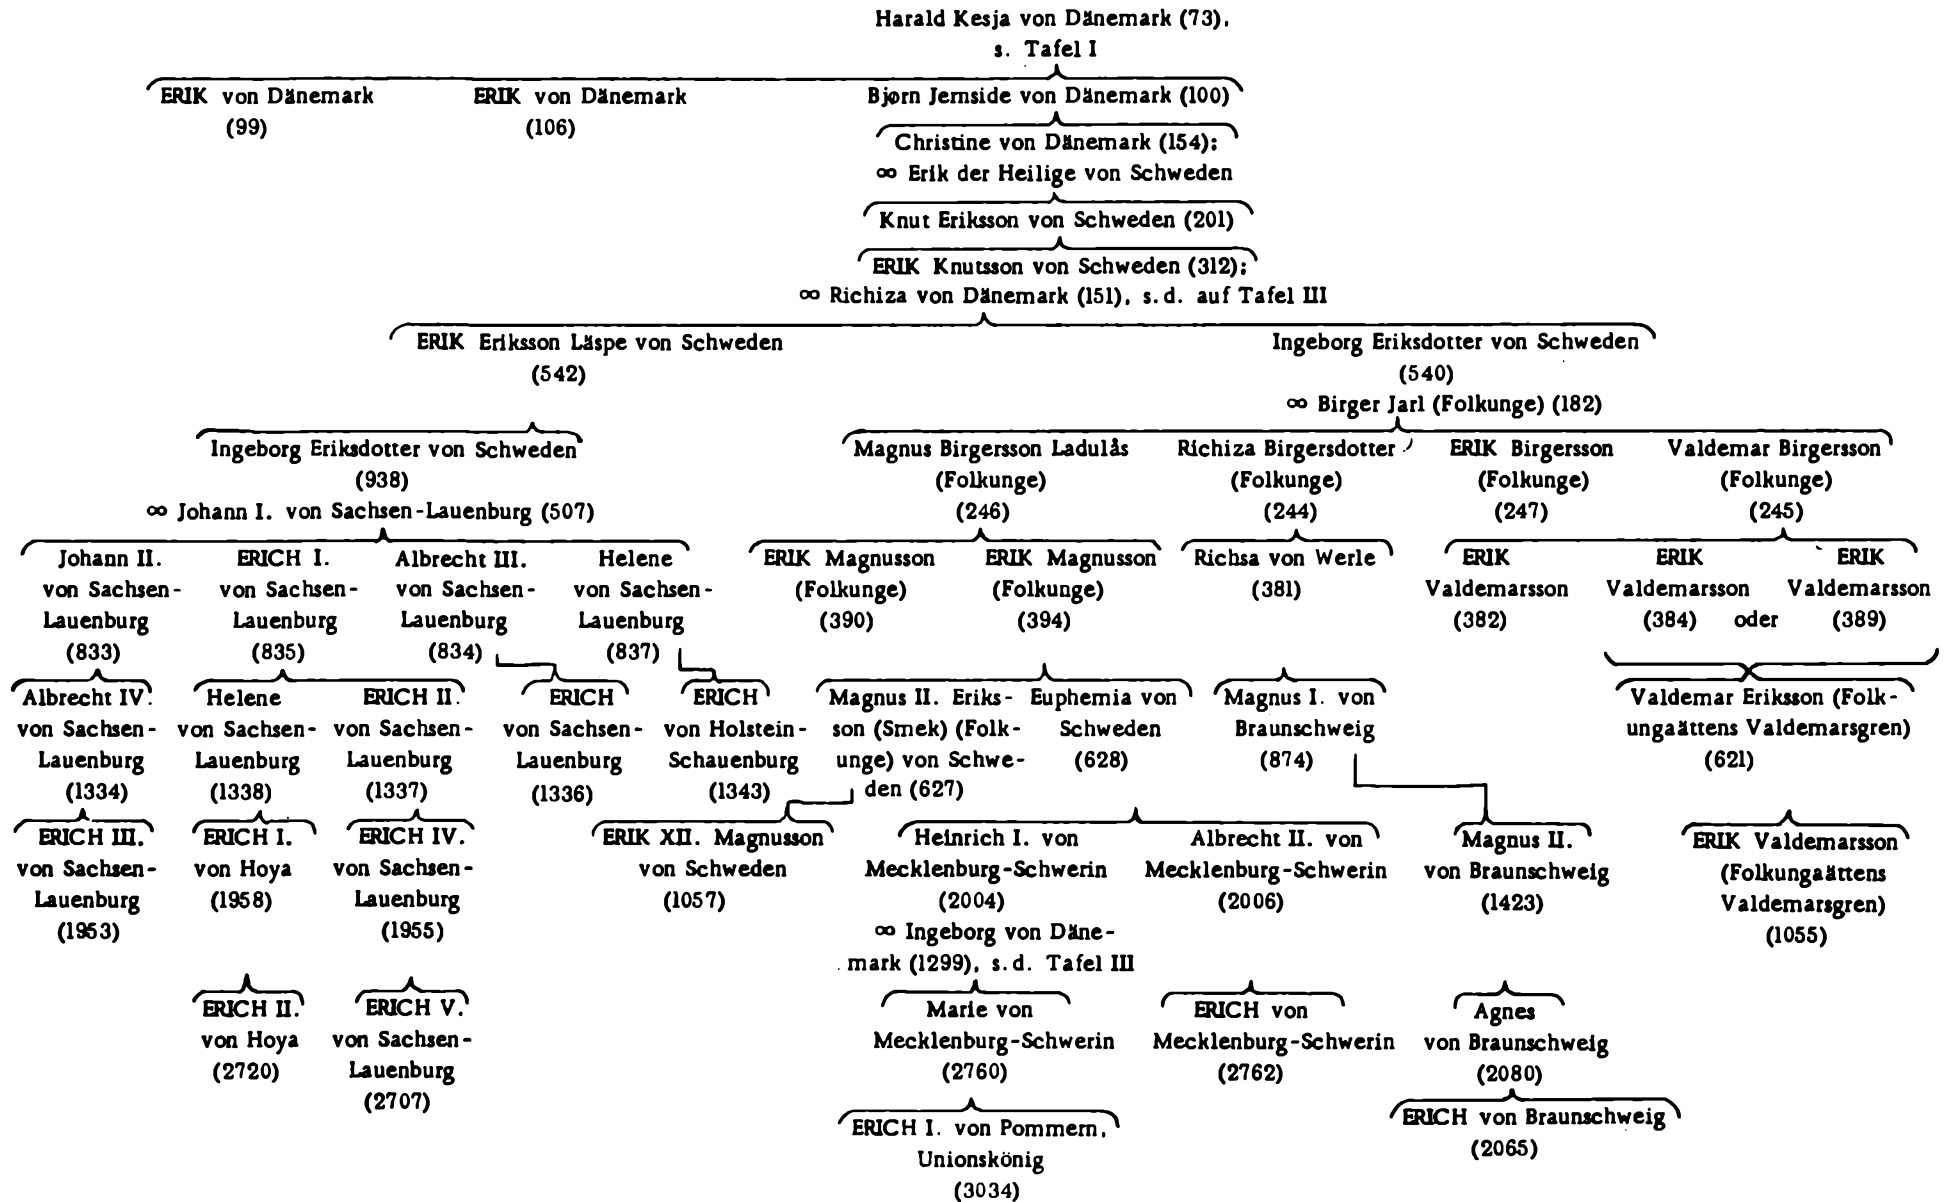 Harald Kesja von Dänemark (73),
s. Tafel I
ERIK von Dänemark
(99)
ERIK von Dänemark
(106)
Bjørn Jernside von Dänemark (100)
Christine von Dänemark (154);
∞ Erik der Heilige von Schweden
Knut Eriksson von Schweden (201)
ERIK Knutsson von Schweden (312);
∞ Richiza von Dänemark (151), s.d. auf Tafel III
ERIK Eriksson Läspe von Schweden
(542)
Ingeborg Eriksdotter von Schweden
(540)
∞ Birger Jarl (Folkunge) (182)
Ingeborg Eriksdotter von Schweden
(938)
∞ Johann I. von Sachsen-Lauenburg (507)
Magnus Birgersson Ladulås
(Folkunge)
(246)
Richiza Birgersdotter
(Folkunge)
(244)
ERIK Birgersson
(Folkunge)
(247)
Valdemar Birgersson
(Folkunge)
(245)
Johann II.
von Sachsen-
Lauenburg
(833)
ERICH I.
von Sachsen-
Lauenburg
(835)
Albrecht III.
von Sachsen-
Lauenburg
(834)
Helene
von Sachsen-
Lauenburg
(837)
ERIK Magnusson
(Folkunge)
(390)
ERIK Magnusson
(Folkunge)
(394)
Richsa von Werle
(381)
ERIK
Valdemarsson
(382)
ERIK
Valdemarsson
(384) oder
ERIK
Valdemarsson
(389)
Albrecht IV.
von Sachsen-
Lauenburg
(1334)
Helene
von Sachsen-
Lauenburg
(1338)
ERICH II.
von Sachsen-
Lauenburg
(1337)
ERICH
von Sachsen-
Lauenburg
(1336)
ERICH
von Holstein-
Schauenburg
(1343)
Magnus II. Eriks-
son (Smek) (Folk-
unge) von Schwe-
den (627)
Euphemia von
Schweden
(628)
Magnus I. von
Braunschweig
(874)
Valdemar Eriksson (Folk-
ungaättens Valdemarsgren)
(621)
ERICH III.
von Sachsen-
Lauenburg
(1953)
ERICH I.
von Hoya
(1958)
ERICH IV.
von Sachsen-
Lauenburg
(1955)
ERIK XII. Magnusson
von Schweden
(1057)
Heinrich I. von
Mecklenburg-Schwerin
(2004)
∞ Ingeborg von Däne-
mark (1299), s.d. Tafel III
Albrecht II. von
Mecklenburg-Schwerin
(2006)
Magnus II.
von Braunschweig
(1423)
ERIK Valdemarsson
(Folkungaättens
Valdemarsgren)
(1055)
ERICH II.
von Hoya
(2720)
ERICH V.
von Sachsen-
Lauenburg
(2707)
Marie von
Mecklenburg-Schwerin
(2760)
ERICH von
Mecklenburg-Schwerin
(2762)
Agnes
von Braunschweig
(2080)
ERICH I. von Pommern,
Unionskönig
(3034)
ERICH von Braunschweig
(2065)